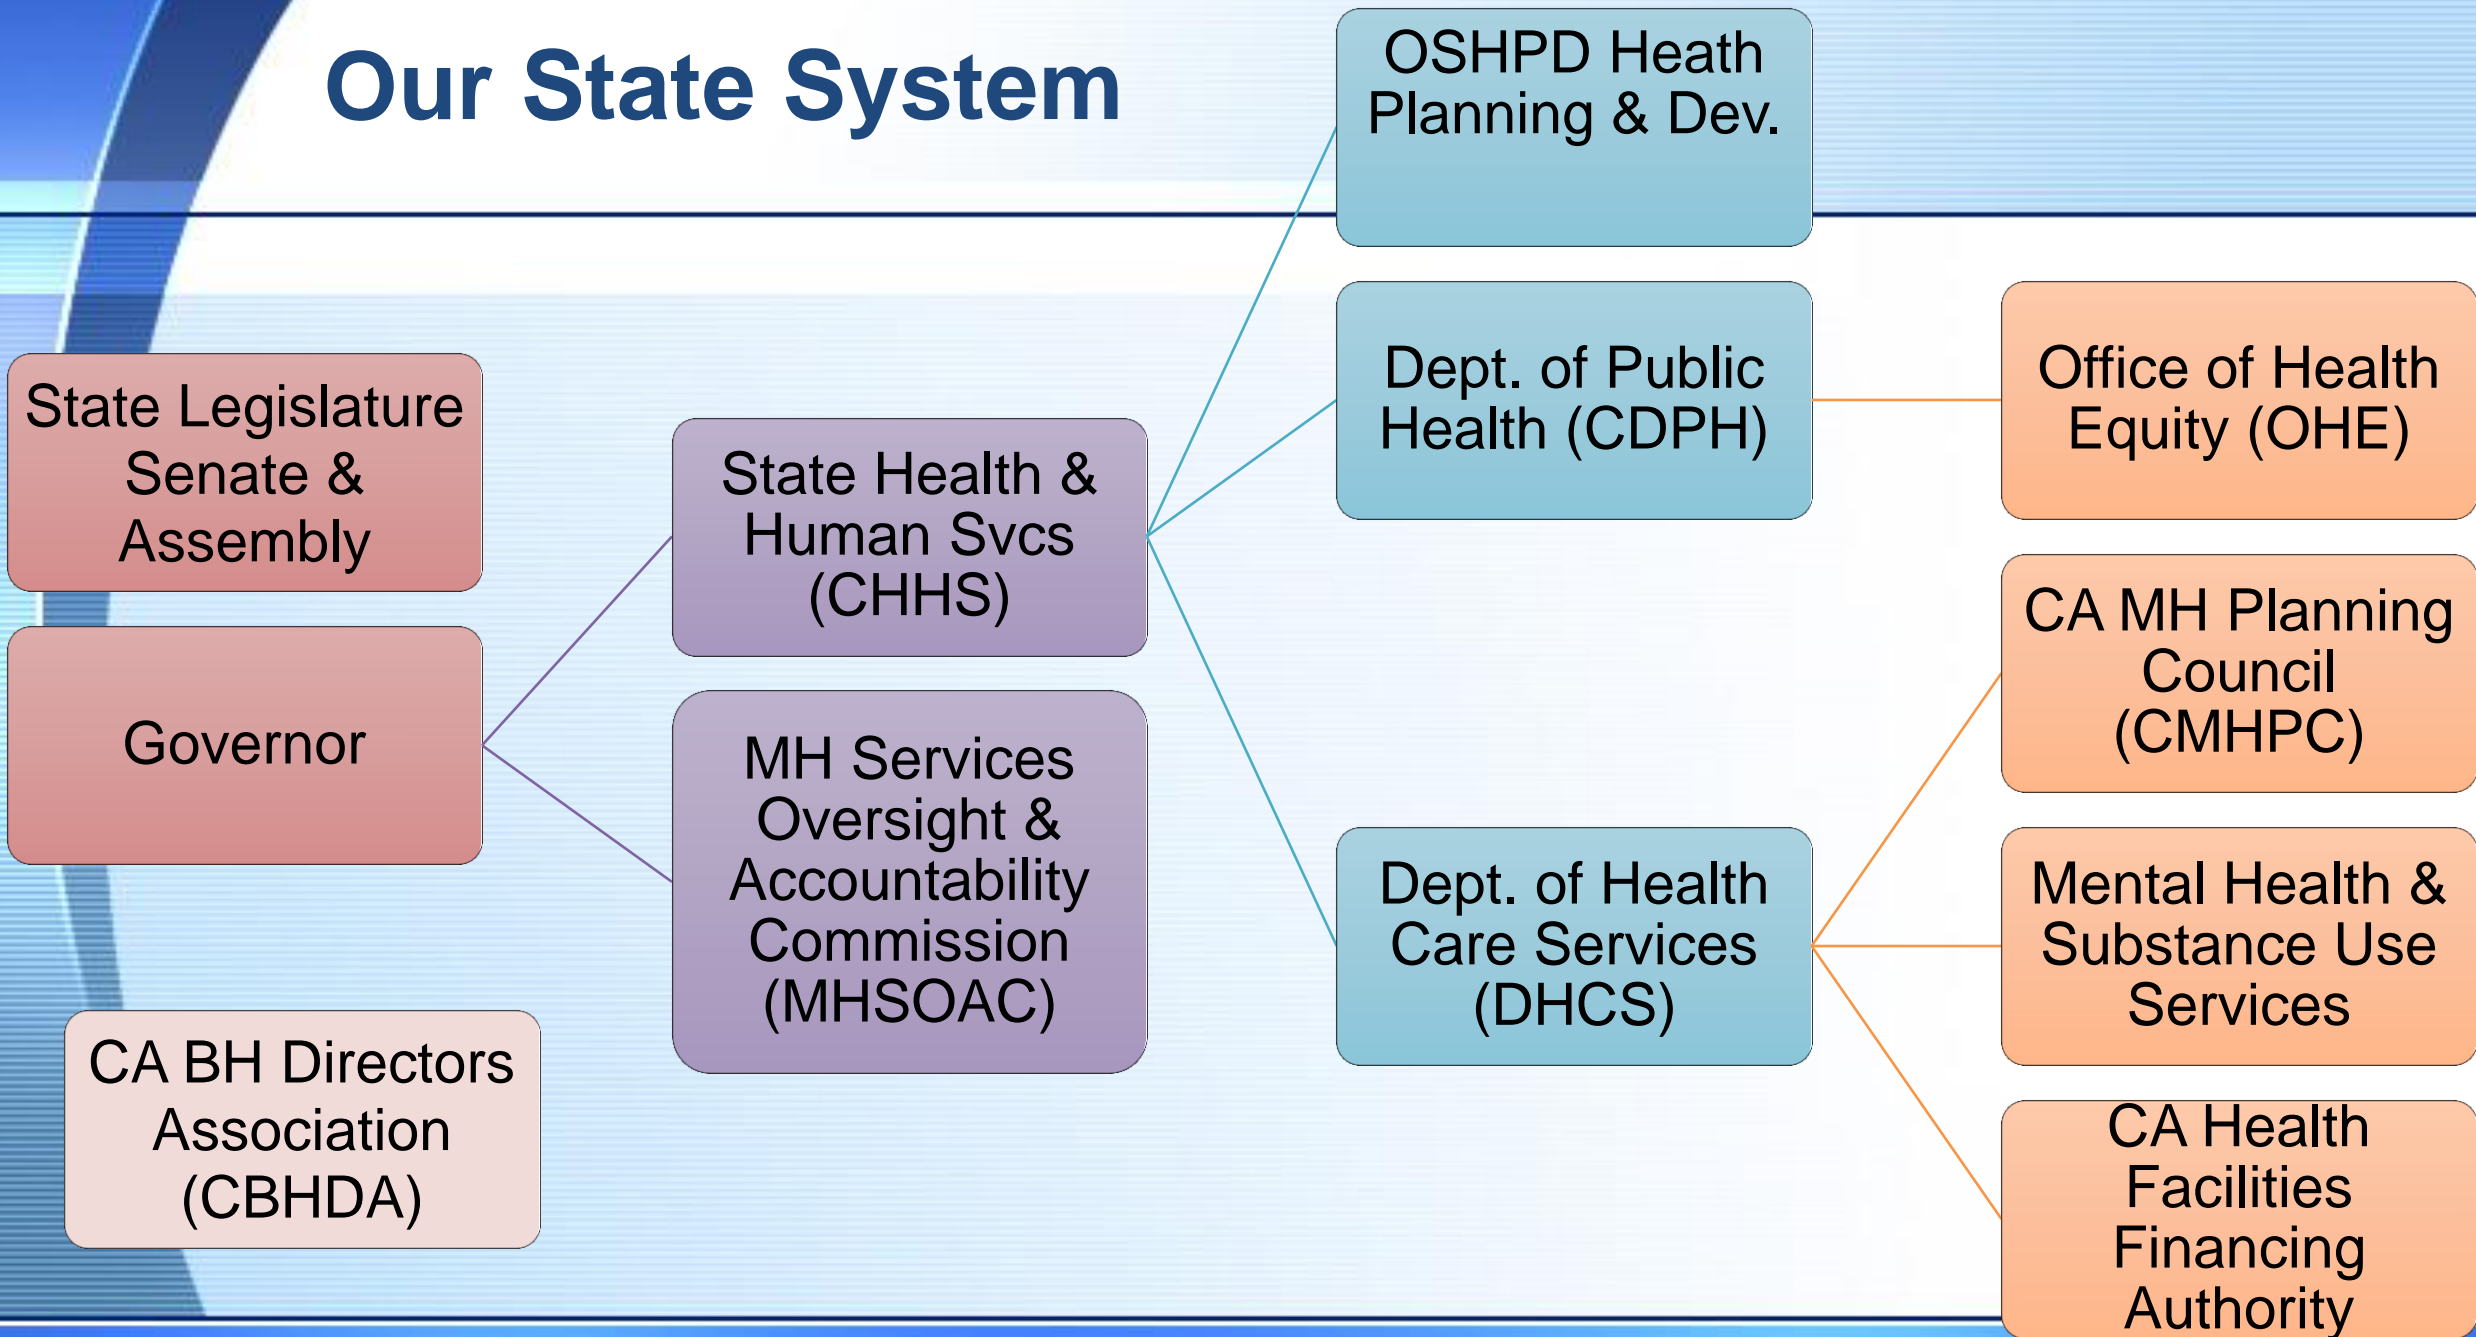 Our State System
State Legislature
Senate &
Assembly
Governor
CA BH Directors
Association
(CBHDA)
State Health &
Human Svcs
(CHHS)
MH Services
Oversight &
Accountability
Commission
(MHSOAC)
OSHPD Heath
Planning & Dev.
Dept. of Public
Health (CDPH)
Dept. of Health
Care Services
(DHCS)
Office of Health
Equity (OHE)
CA MH Planning
Council
(CMHPC)
Mental Health &
Substance Use
Services
CA Health
Facilities
Financing
Authority